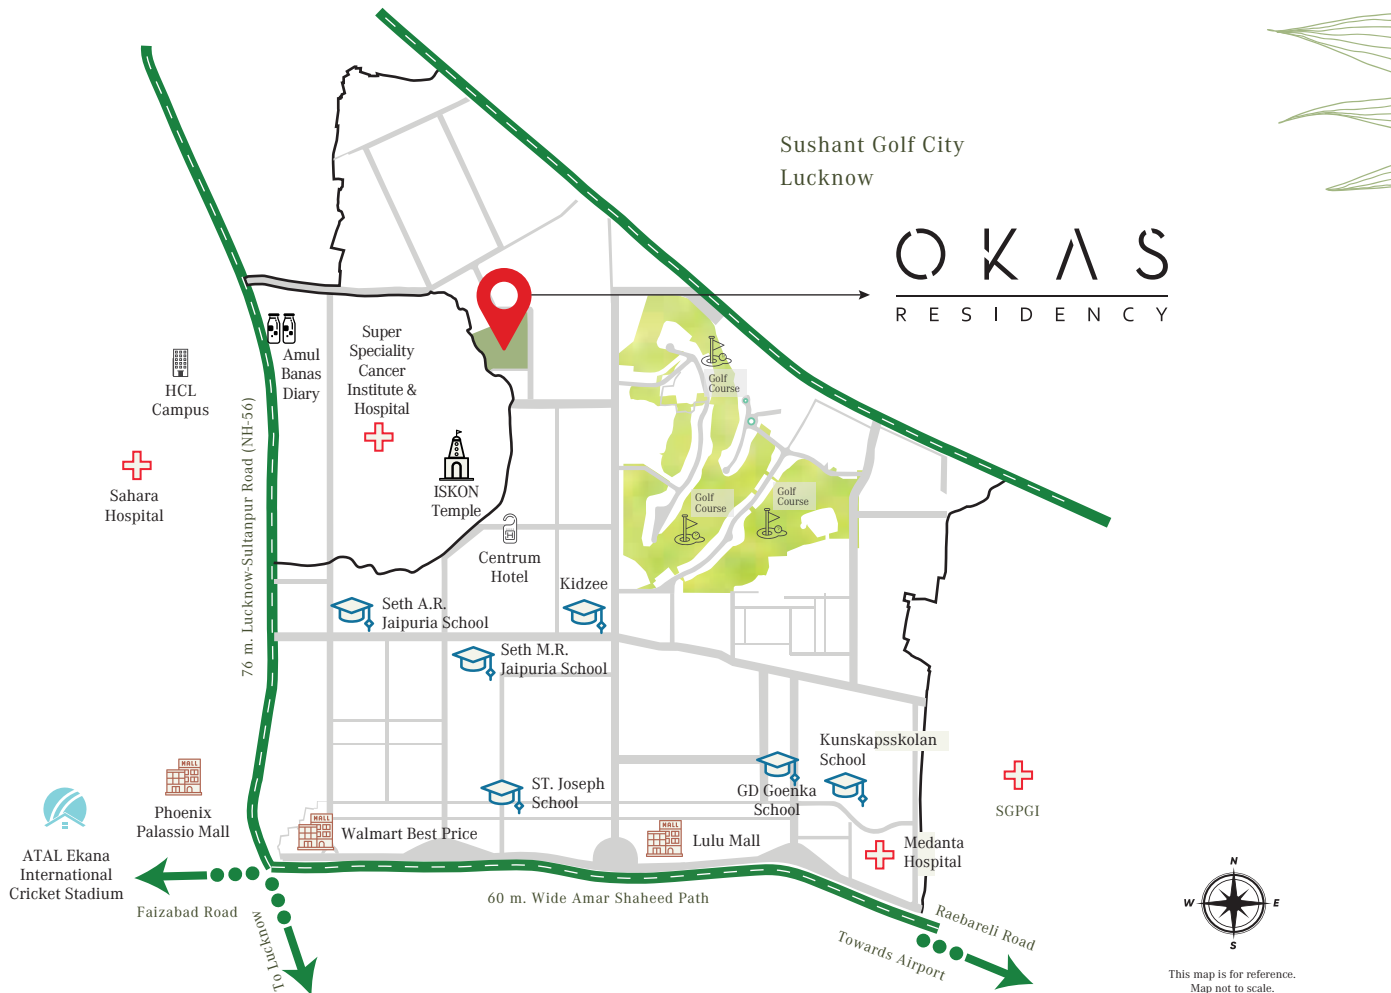 Sushant Golf City
Lucknow
OKAS
RESIDENCY
Amul
Banas
Diary
Super
Speciality
Cancer
Institute &
Hospital
HCL
Campus
Sahara
Hospital
ISKON
Temple
Golf
Course
Golf
Course
Golf
Course
Centrum
Hotel
Kidzee
Seth A.R.
Jaipuria School
Seth M.R.
Jaipuria School
76 m. Lucknow-Sultanpur Road (NH-56)
Kunskapsskolan
School
GD Goenka
School
ST. Joseph
School
SGPGI
MALL
Phoenix
Palassio Mall
MALL
Walmart Best Price
MALL
Lulu Mall
Medanta
Hospital
ATAL Ekana
International
Cricket Stadium
Faizabad Road
To Lucknow
60 m. Wide Amar Shaheed Path
Raebareli Road
Towards Airport
N
W
E
S
This map is for reference.
Map not to scale.